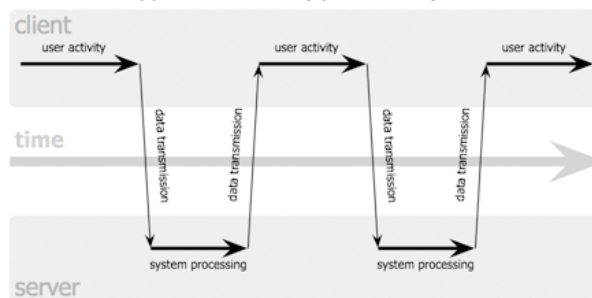 client
user activity
user activity
user activity
data transmission
data transmission
data transmission
data transmission
time
system processing
system processing
server